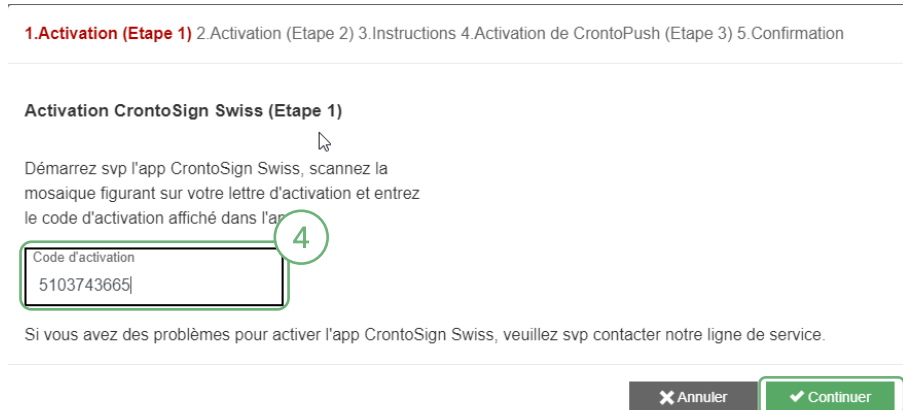 1.Activation (Etape 1) 2.Activation (Etape 2) 3.Instructions 4.Activation de CrontoPush (Etape 3) 5.Confirmation
Activation CrontoSign Swiss (Etape 1)
Démarrez svp l'app CrontoSign Swiss, scannez la
mosaique figurant sur votre lettre d'activation et entrez
le code d'activation affiché dans
4
Code d'activation
5103743665
Si vous avez des problèmes pour activer l'app CrontoSign Swiss, veuillez svp contacter notre ligne de service.
Annuler
Continuer